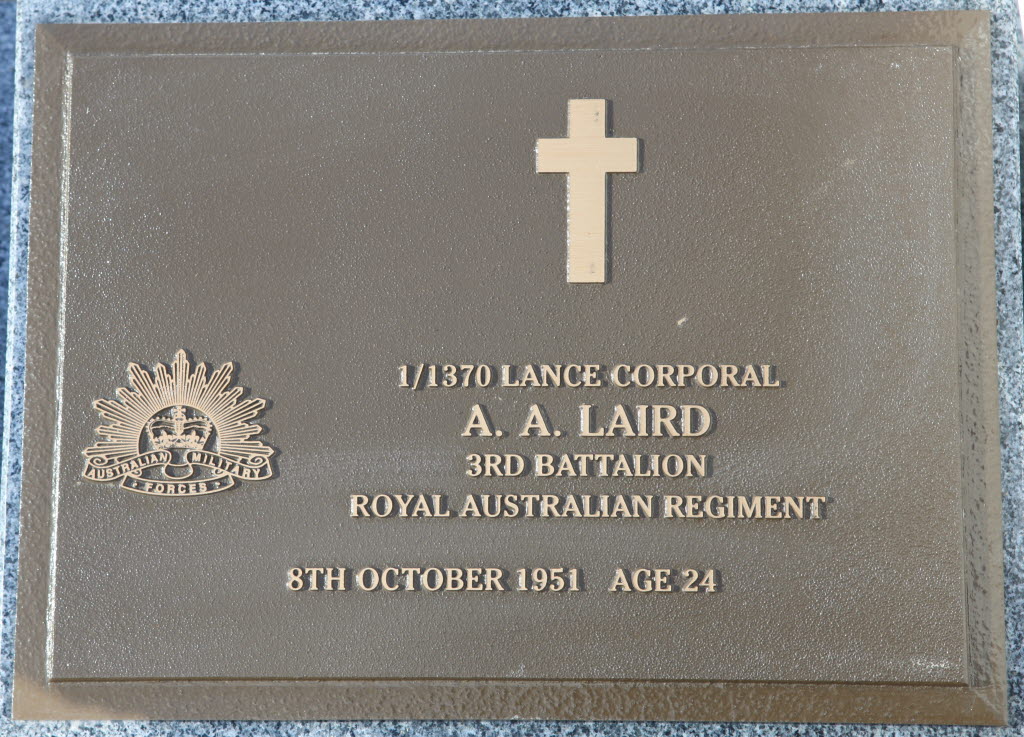 1/1370 LANCE CORPORAL
A. A. LAIRD
3RD BATTALION
ROYAL AUSTRALIAN REGIMENT
AUSTRALIAN MILITARY
FORCES
8TH OCTOBER 1951 AGE 24